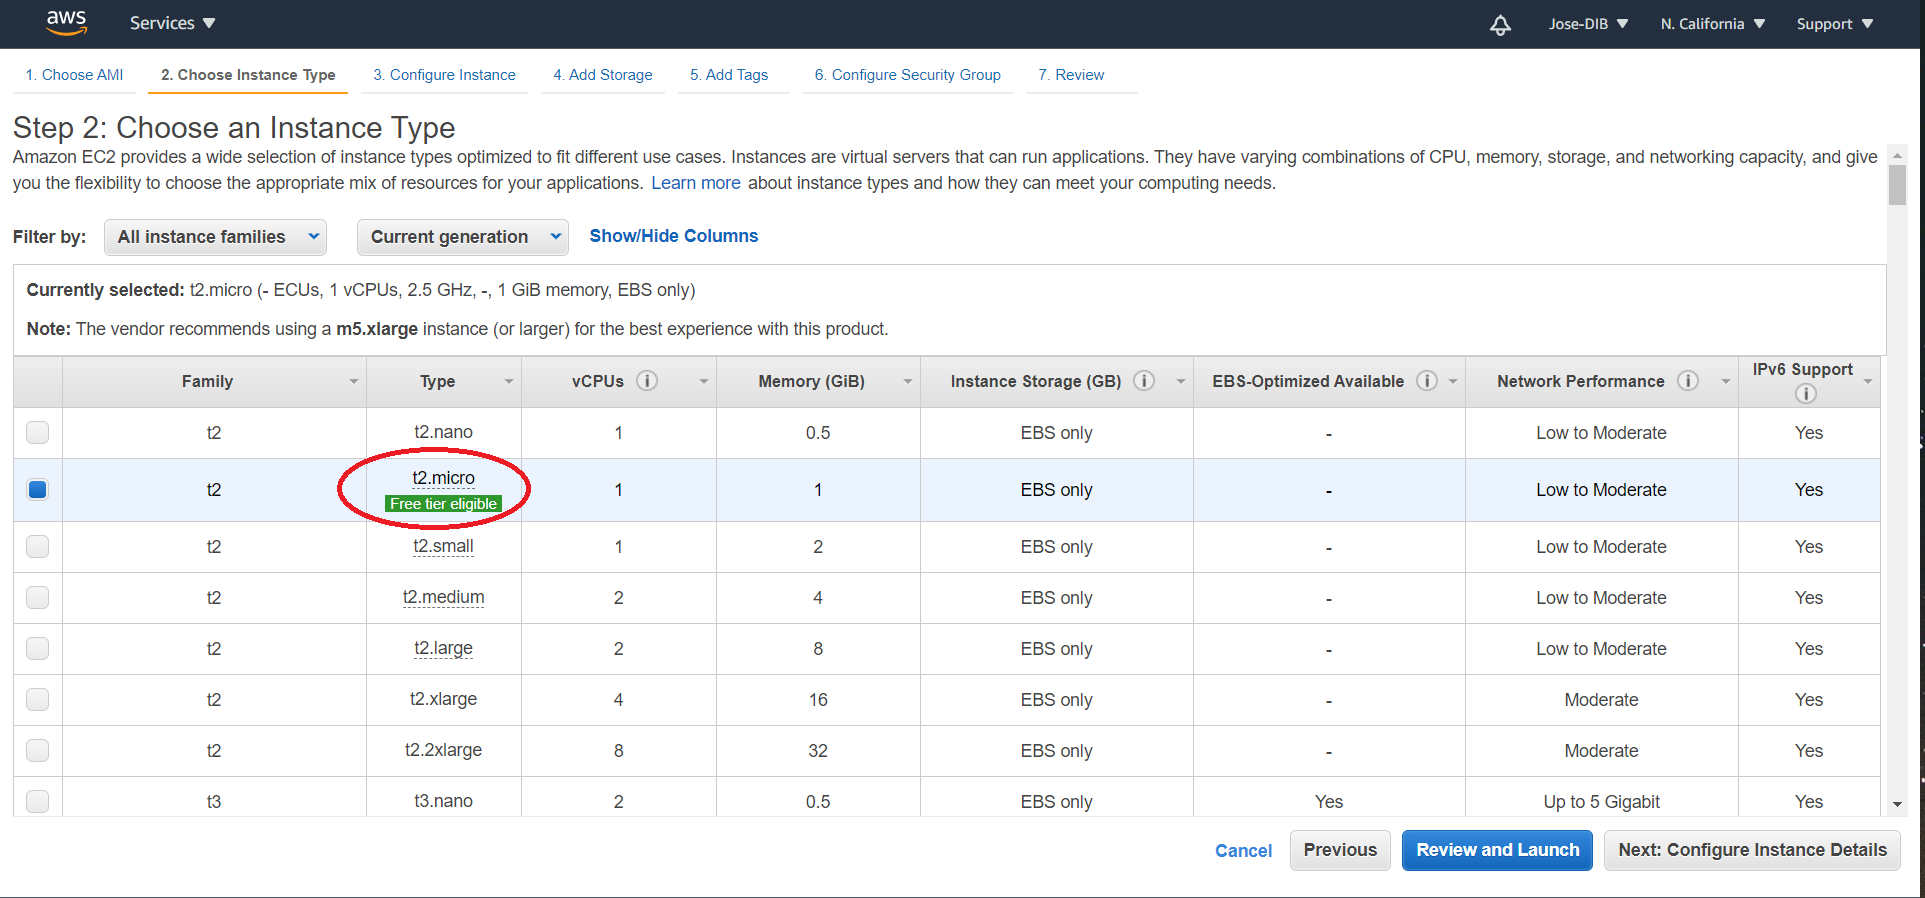 aws Services Jose-DIB N. California Support
1. Choose AMI 2. Choose Instance Type 3. Configure Instance 4. Add Storage 5. Add Tags 6. Configure Security Group 7. Review
Step 2: Choose an Instance Type
Amazon EC2 provides a wide selection of instance types optimized to fit different use cases. Instances are virtual servers that can run applications. They have varying combinations of CPU, memory, storage, and networking capacity, and give
you the flexibility to choose the appropriate mix of resources for your applications. Learn more about instance types and how they can meet your computing needs.
Filter by: All instance families Current generation Show/Hide Columns
Currently selected: t2.micro (- ECUs, 1 vCPUs, 2.5 GHz, -, 1 GiB memory, EBS only)
Note: The vendor recommends using a m5.xlarge instance (or larger) for the best experience with this product.
Family Type vCPUs i Memory (GiB) Instance Storage (GB) i EBS-Optimized Available i Network Performance i IPv6 Support i
t2 t2.nano 1 0.5 EBS only - Low to Moderate Yes
t2 t2.micro 1 1 EBS only - Low to Moderate Yes
Free tier eligible
t2 t2.small 1 2 EBS only - Low to Moderate Yes
t2 t2.medium 2 4 EBS only - Low to Moderate Yes
t2 t2.large 2 8 EBS only - Low to Moderate Yes
t2 t2.xlarge 4 16 EBS only - Moderate Yes
t2 t2.2xlarge 8 32 EBS only - Moderate Yes
t3 t3.nano 2 0.5 EBS only Yes Up to 5 Gigabit Yes
Cancel Previous Review and Launch Next: Configure Instance Details